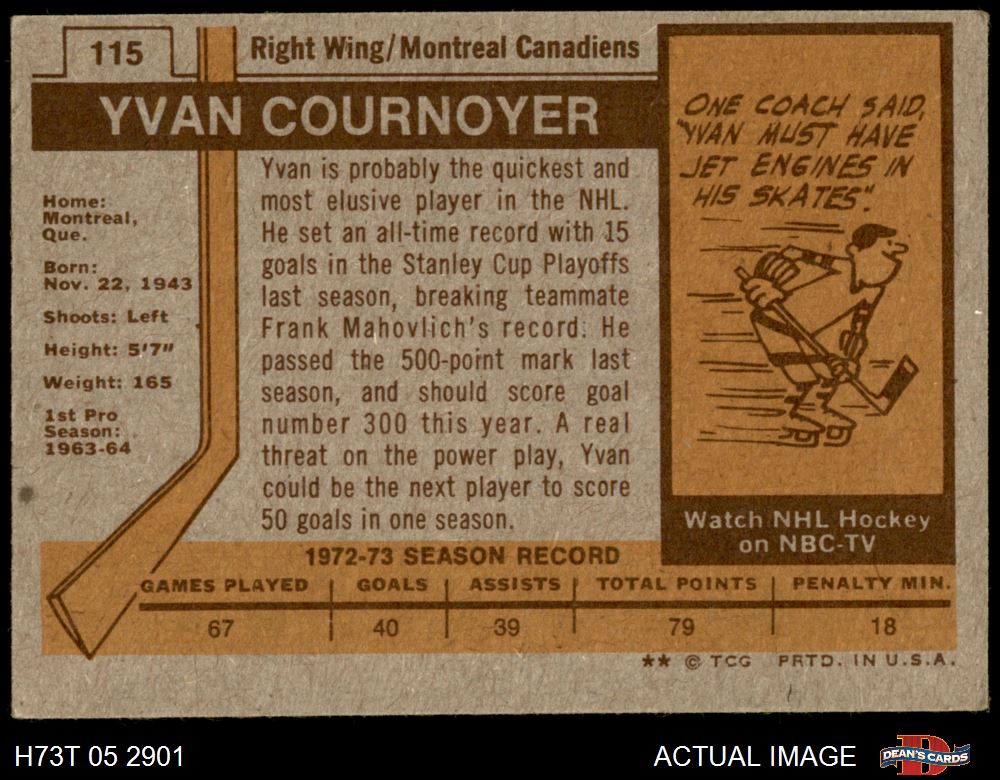 115
Right Wing/Montreal Canadiens
YVAN COURNOYER
Home:
Montreal,
Que.
Born:
Nov. 22, 1943
Shoots: Left
Height: 5'7"
Weight: 165
1st Pro
Season:
1963-64
Yvan is probably the quickest and
most elusive player in the NHL.
He set an all-time record with 15
goals in the Stanley Cup Playoffs
last season, breaking teammate
Frank Mahovlich's record. He
passed the 500-point mark last
season, and should score goal
number 300 this year. A real
threat on the power play, Yvan
could be the next player to score
50 goals in one season.
ONE COACH SAID,
"YVAN MUST HAVE
JET ENGINES IN
HIS SKATES".
Watch NHL Hockey
on NBC-TV
1972-73 SEASON RECORD
GAMES PLAYED GOALS ASSISTS TOTAL POINTS PENALTY MIN.
67 40 39 79 18
** © TCG PRTD. IN U.S.A.
H73T 05 2901
ACTUAL IMAGE
DEAN'S CARDS